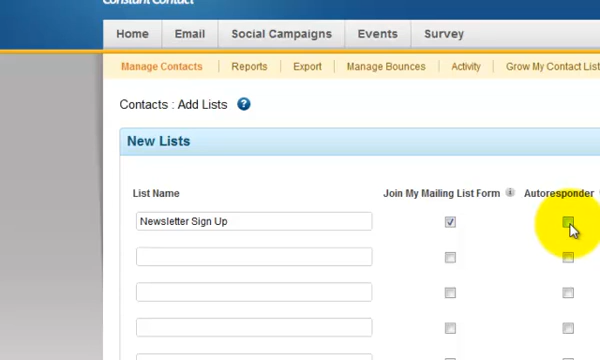 Constant Contact
Home Email Social Campaigns Events Survey
Manage Contacts Reports Export Manage Bounces Activity Grow My Contact List
Contacts : Add Lists ?
New Lists
List Name Join My Mailing List Form i Autoresponder
Newsletter Sign Up